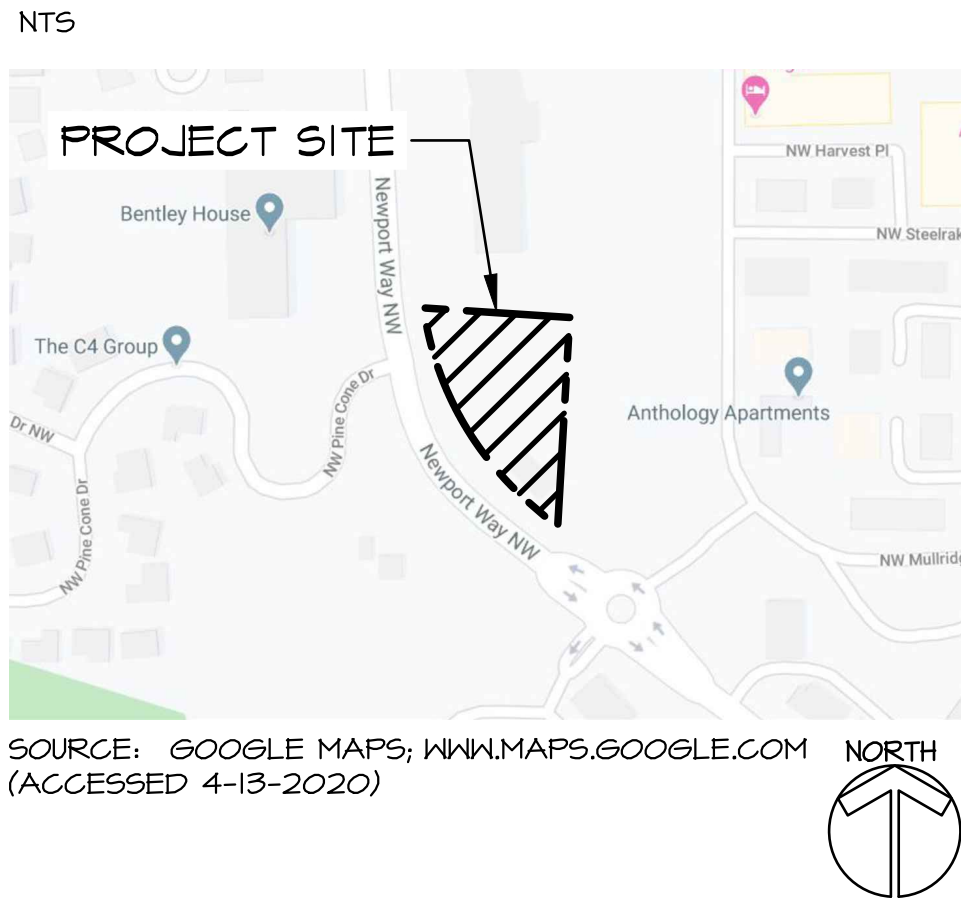 NTS
PROJECT SITE
NW Harvest Pl
Bentley House
Newport Way NW
NW Steelrak
The C4 Group
NW Pine Cone Dr
Anthology Apartments
Dr NW
Newport Way NW
NW Pine Cone Dr
NW Mullridg
SOURCE: GOOGLE MAPS; WWW.MAPS.GOOGLE.COM
(ACCESSED 4-13-2020)
NORTH